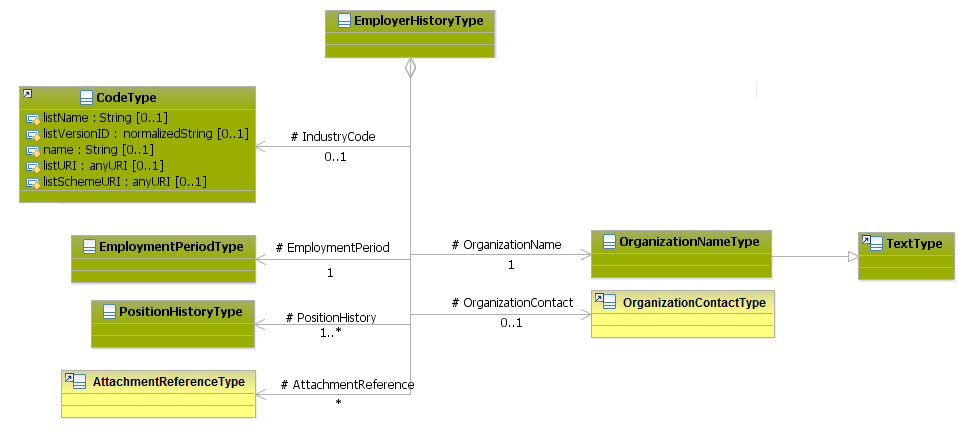 EmployerHistoryType
CodeType
listName : String [0..1]
listVersionID : normalizedString [0..1]
name : String [0..1]
listURI : anyURI [0..1]
listSchemeURI : anyURI [0..1]
# IndustryCode
0..1
EmploymentPeriodType
# EmploymentPeriod
1
# OrganizationName
1
OrganizationNameType
TextType
PositionHistoryType
# PositionHistory
1..*
# OrganizationContact
0..1
OrganizationContactType
AttachmentReferenceType
# AttachmentReference
*